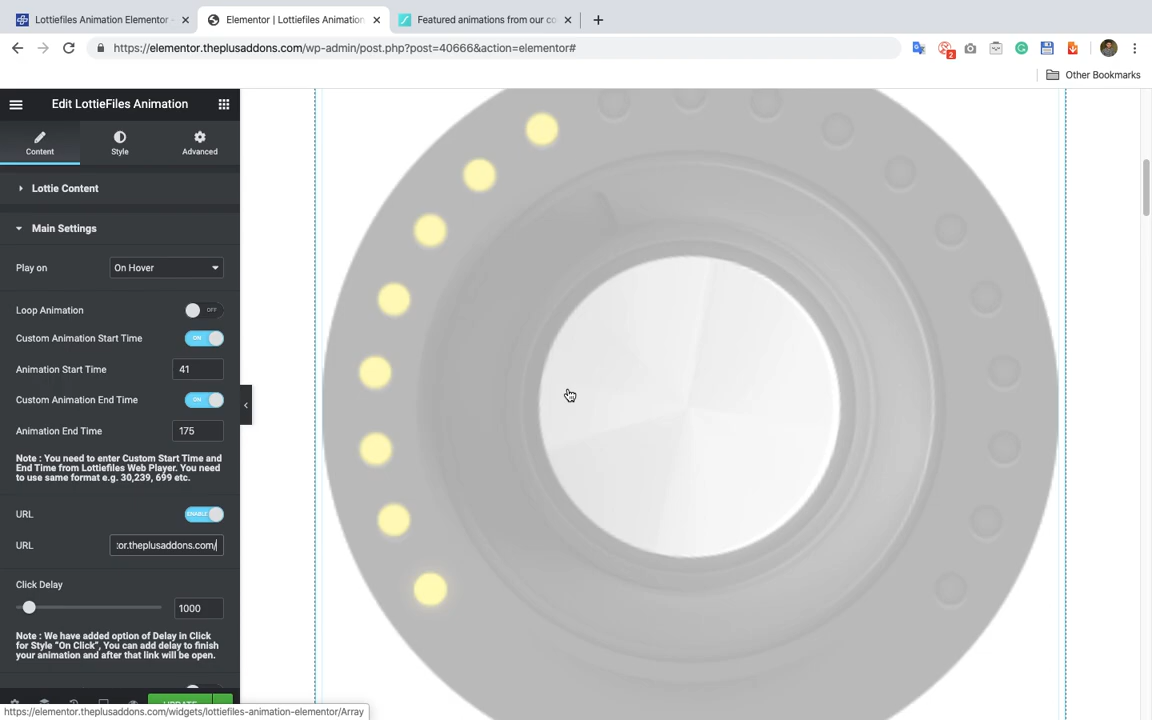 Lottiefiles Animation Elementor
Elementor | Lottiefiles Animation
Featured animations from our co
https://elementor.theplusaddons.com/wp-admin/post.php?post=40666&action=elementor#
2
Other Bookmarks
Edit LottieFiles Animation
Content
Style
Advanced
Lottie Content
Main Settings
Play on
On Hover
Loop Animation
OFF
Custom Animation Start Time
ON
Animation Start Time
41
Custom Animation End Time
ON
Animation End Time
175
Note : You need to enter Custom Start Time and
End Time from Lottiefiles Web Player. You need
to use same format e.g. 30,239, 699 etc.
URL
ENABLE
URL
:or.theplusaddons.com/
Click Delay
1000
Note : We have added option of Delay in Click
for Style "On Click", You can add delay to finish
your animation and after that link will be open.
UPDATE
https://elementor.theplusaddons.com/widgets/lottiefiles-animation-elementor/Array